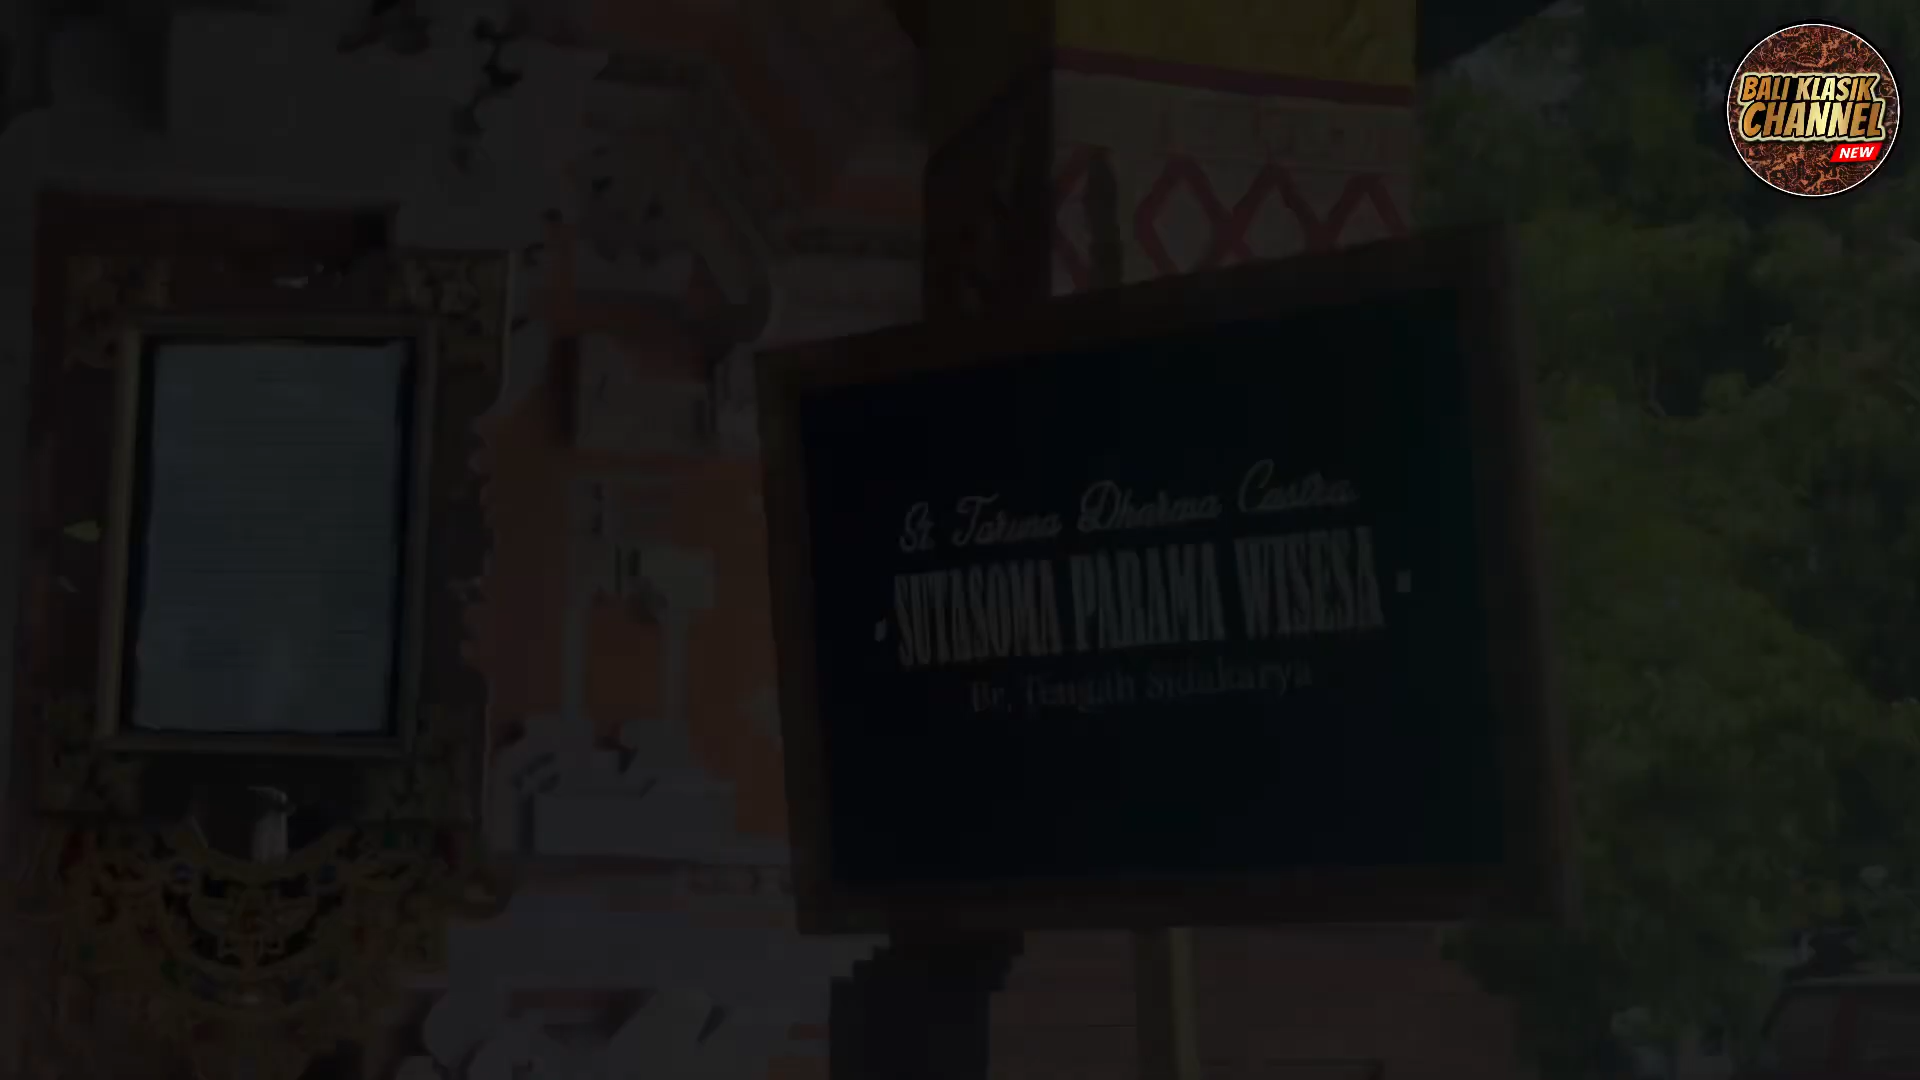 BALI KLASIK
CHANNEL
NEW
St. Taruna Dharma Castra
SUTASOMA PARAMA WISESA
Br. Tengah Sidakarya